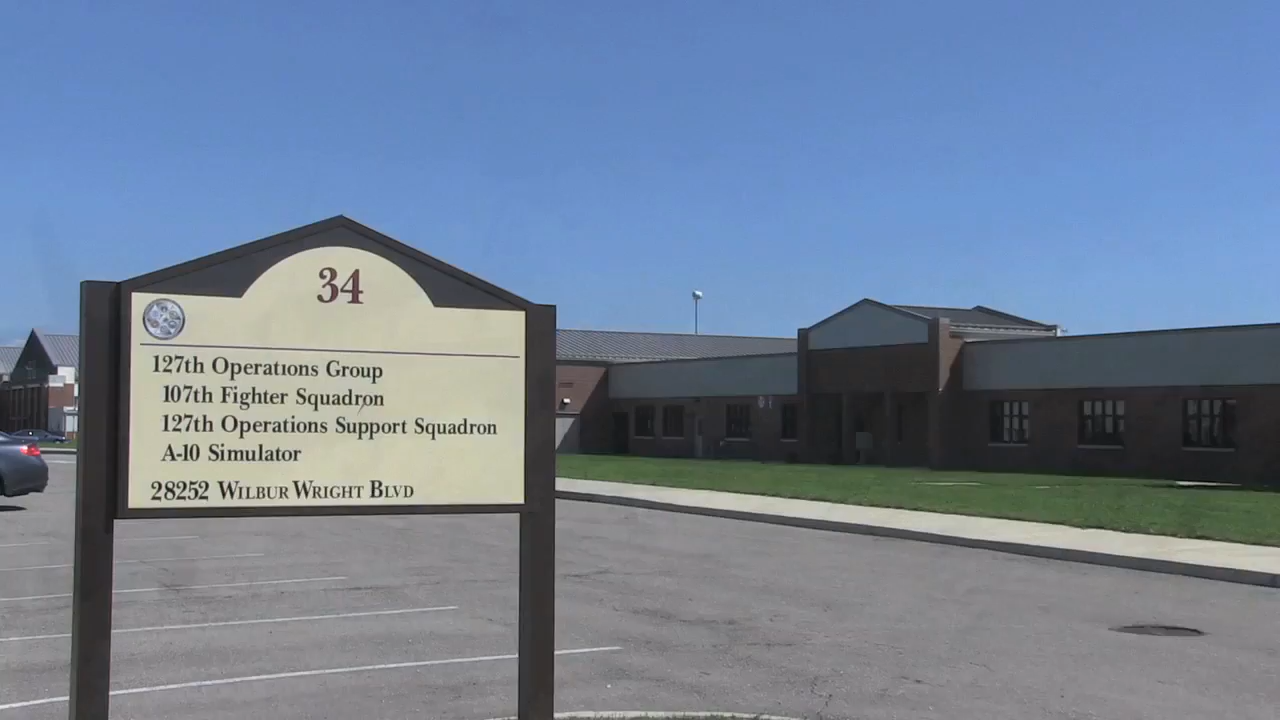 34
127th Operations Group
107th Fighter Squadron
127th Operations Support Squadron
A-10 Simulator
28252 Wilbur Wright Blvd